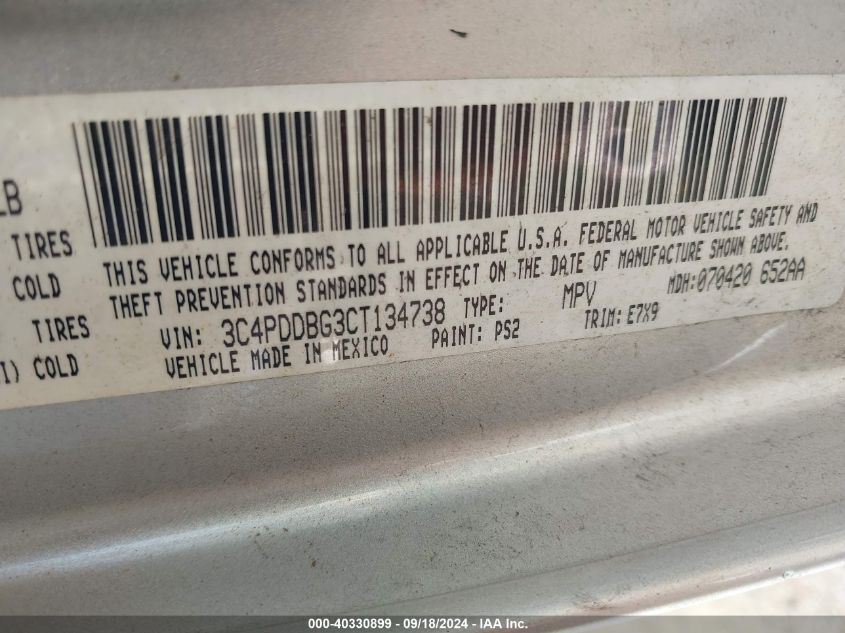 LB
TIRES
COLD
TIRES
I) COLD
THIS VEHICLE CONFORMS TO ALL APPLICABLE U.S.A. FEDERAL MOTOR VEHICLE SAFETY AND
THEFT PREVENTION STANDARDS IN EFFECT ON THE DATE OF MANUFACTURE SHOWN ABOVE.
VIN: 3C4PDDBG3CT134738 TYPE: MPV MDH:070420 652AA
VEHICLE MADE IN MEXICO PAINT: PS2 TRIM: E7X9
000-40330899 - 09/18/2024 - IAA Inc.